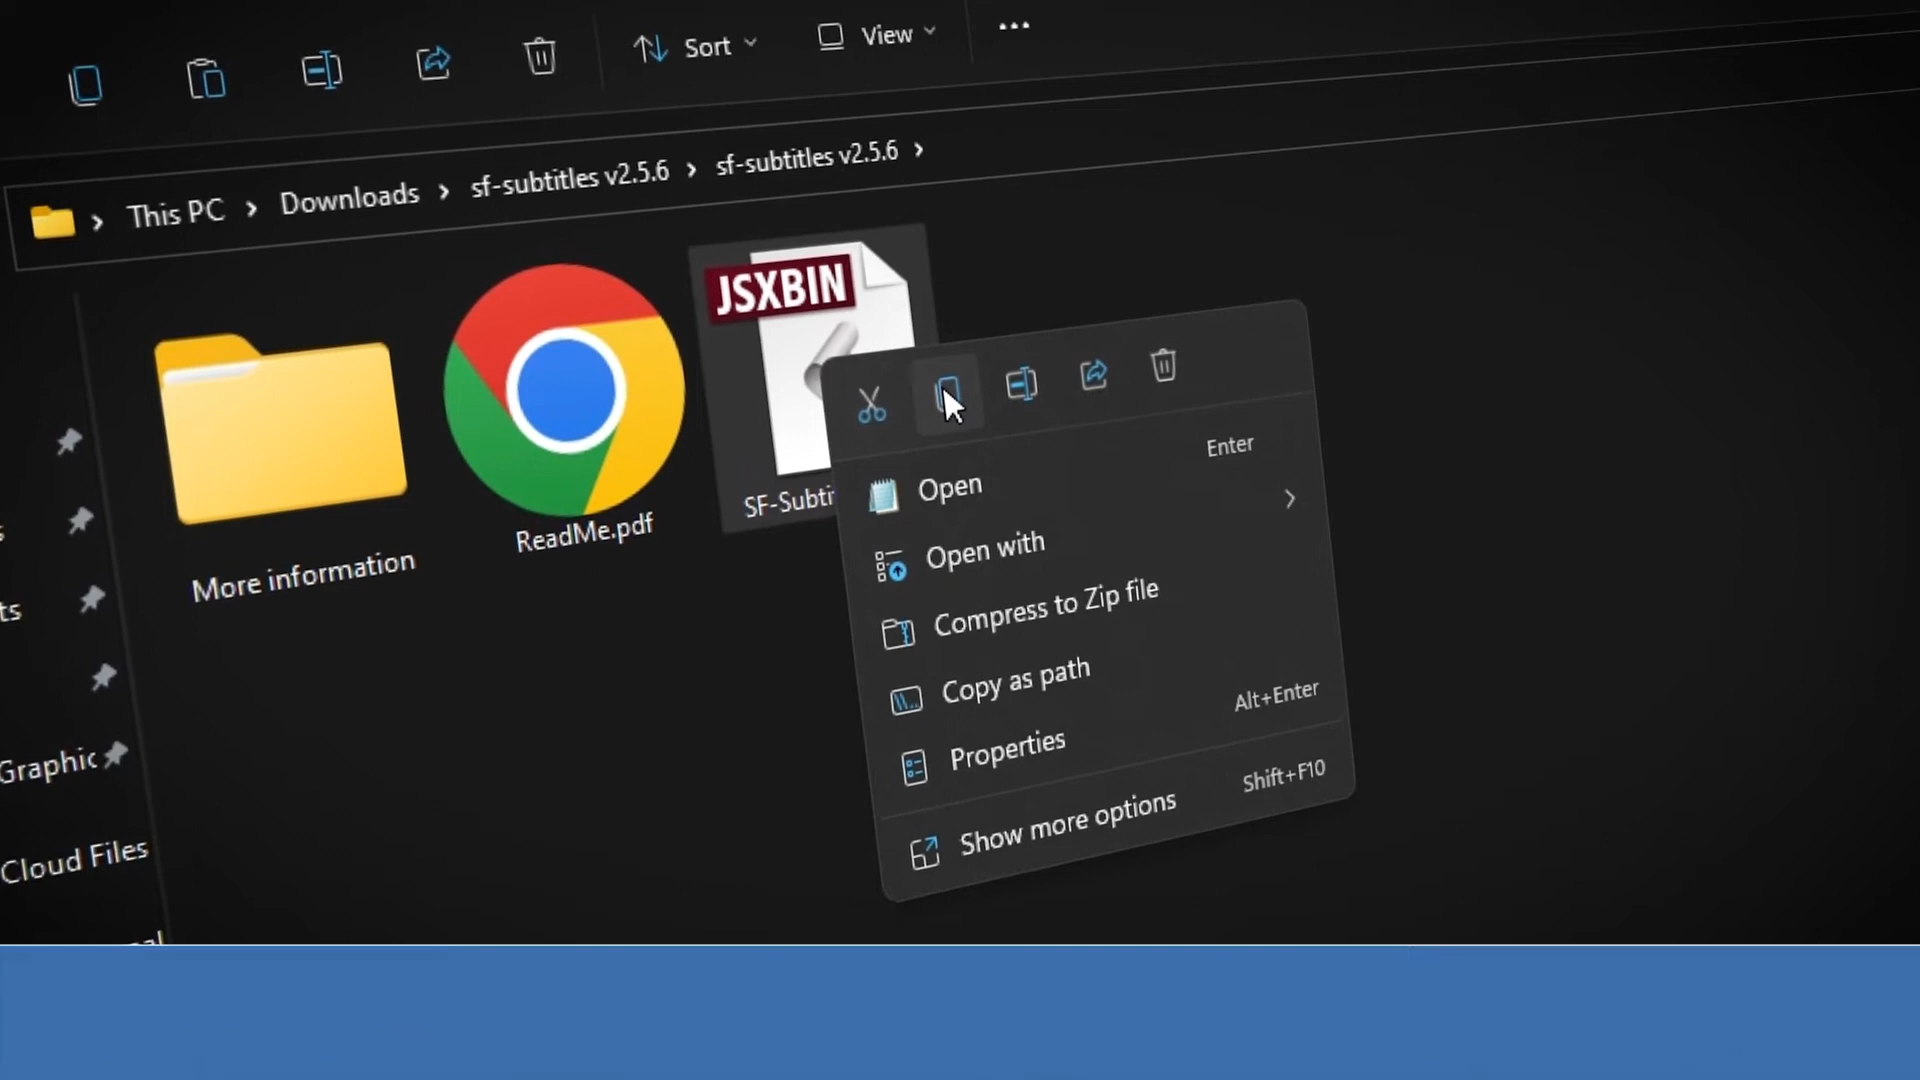 Sort
View
This PC
Downloads
sf-subtitles v2.5.6
sf-subtitles v2.5.6
JSXBIN
SF-Subti
ReadMe.pdf
More information
Open
Enter
Open with
Compress to Zip file
Copy as path
Properties
Alt+Enter
Show more options
Shift+F10
ts
Graphic
Cloud Files